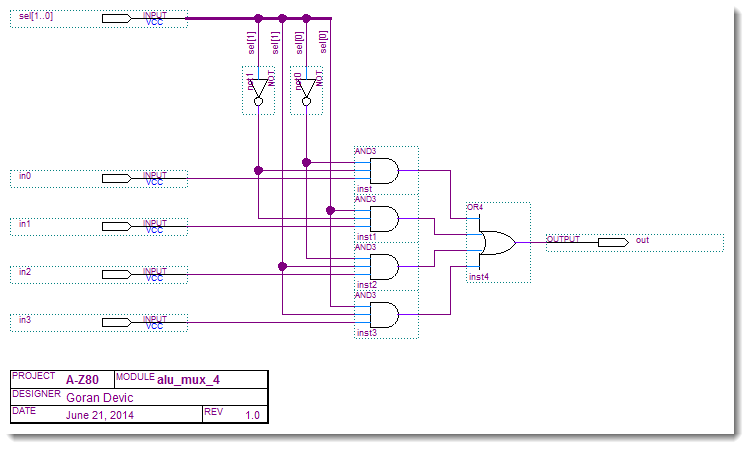 sel[1..0] INPUT
VCC
sel[1] sel[1] sel[0] sel[0]
not1 NOT not0 NOT
AND3
in0 INPUT
VCC
inst
AND3
OR4
in1 INPUT
VCC
inst1
OUTPUT out
AND3
in2 INPUT
VCC
inst4
inst2
AND3
in3 INPUT
VCC
inst3
PROJECT A-Z80 MODULE alu_mux_4
DESIGNER Goran Devic
DATE June 21, 2014 REV 1.0